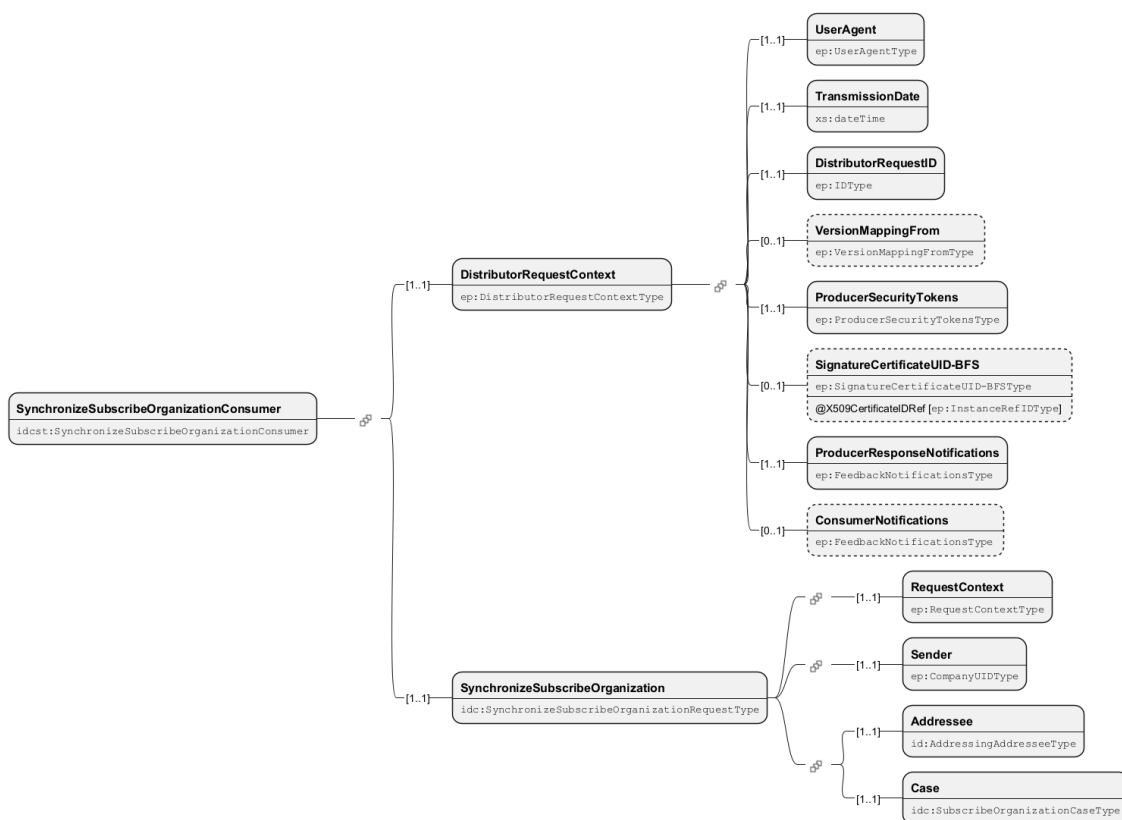 UserAgent
[1..1]
ep:UserAgentType
TransmissionDate
[1..1]
xs:dateTime
DistributorRequestID
[1..1]
ep:IDType
VersionMappingFrom
[0..1]
ep:VersionMappingFromType
DistributorRequestContext
[1..1]
ep:DistributorRequestContextType
ProducerSecurityTokens
[1..1]
ep:ProducerSecurityTokensType
SignatureCertificateUID-BFS
[0..1]
ep:SignatureCertificateUID-BFSType
@X509CertificateIDRef [ep:InstanceRefIDType]
SynchronizeSubscribeOrganizationConsumer
idcst:SynchronizeSubscribeOrganizationConsumer
ProducerResponseNotifications
[1..1]
ep:FeedbackNotificationsType
ConsumerNotifications
[0..1]
ep:FeedbackNotificationsType
RequestContext
[1..1]
ep:RequestContextType
Sender
[1..1]
ep:CompanyUIDType
SynchronizeSubscribeOrganization
[1..1]
idc:SynchronizeSubscribeOrganizationRequestType
Addressee
[1..1]
id:AddressingAddresseeType
Case
[1..1]
idc:SubscribeOrganizationCaseType